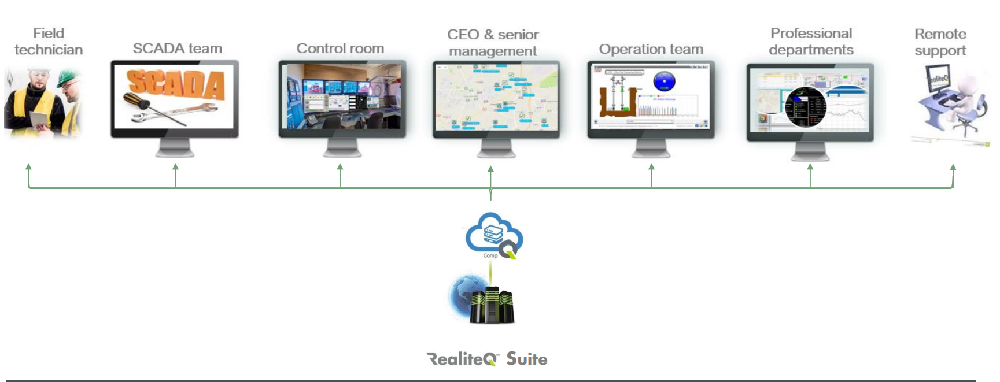 Field
technician
SCADA team
Control room
CEO & senior
management
Operation team
Professional
departments
Remote
support
SCADA
RealiteQ
Comp
RealiteQ™ Suite